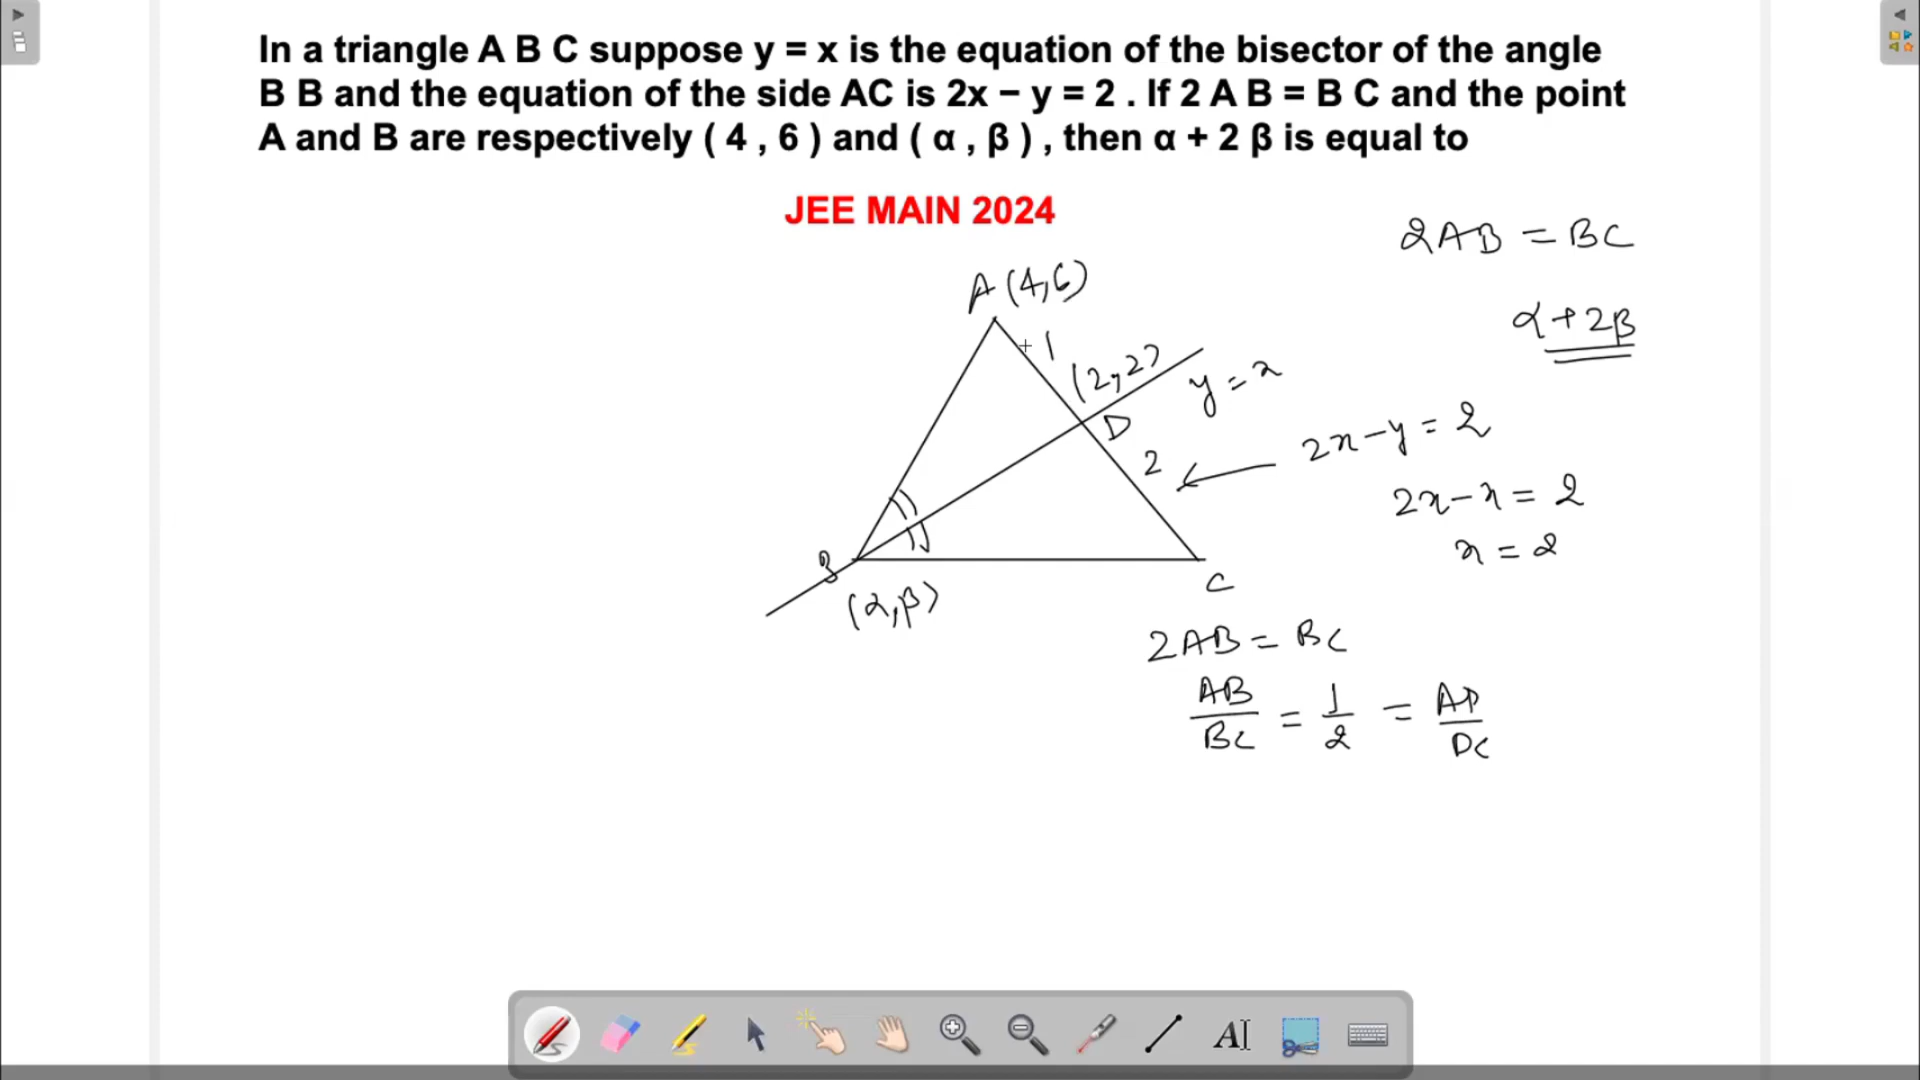 In a triangle A B C suppose y = x is the equation of the bisector of the angle
B B and the equation of the side AC is 2x − y = 2 . If 2 A B = B C and the point
A and B are respectively ( 4 , 6 ) and ( α , β ) , then α + 2 β is equal to
JEE MAIN 2024
2AB = BC
A (4,6)
α + 2β
1
(2,2)
y = x
D
2x − y = 2
2
2x − x = 2
x = 2
B
C
(α,β)
2AB = BC
AB/BC = 1/2 = AD/DC
AI